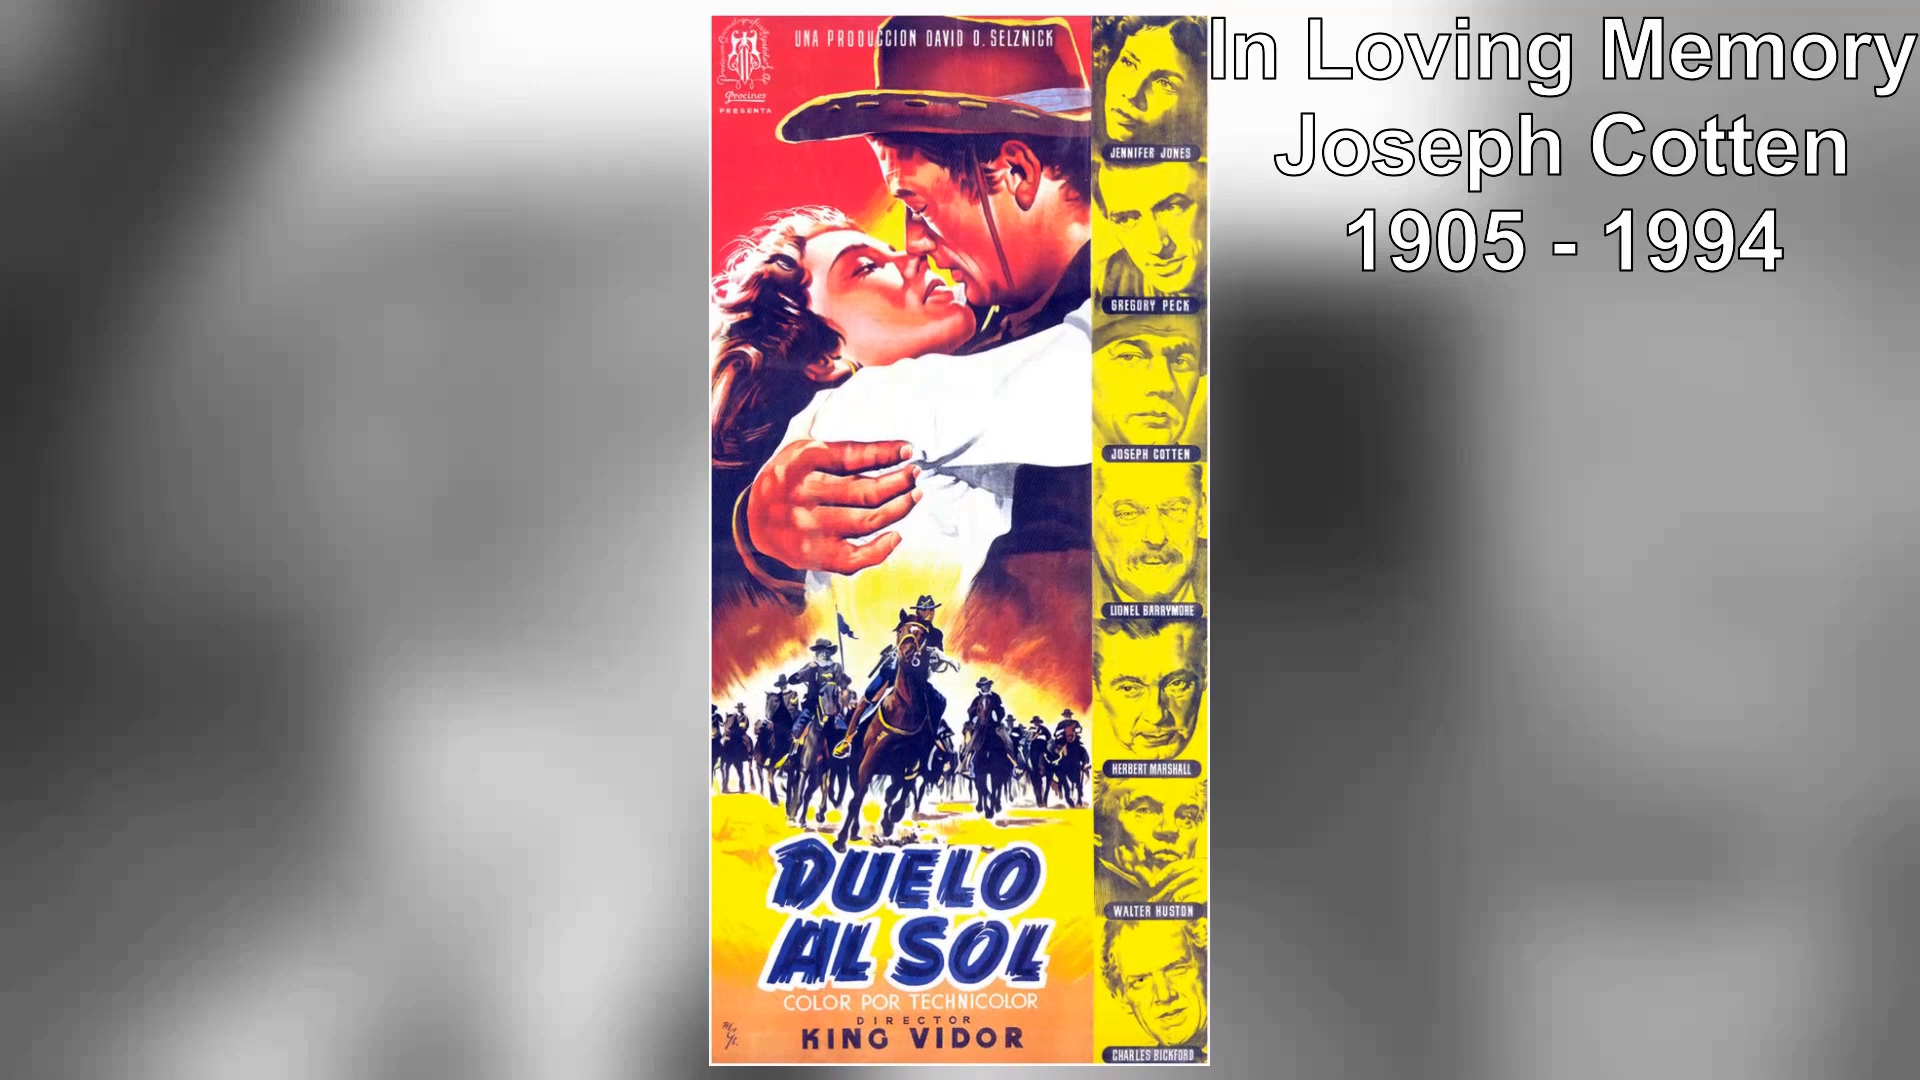 UNA PRODUCCION DAVID O. SELZNICK
Procines
PRESENTA
JENNIFER JONES
GREGORY PECK
JOSEPH COTTEN
LIONEL BARRYMORE
HERBERT MARSHALL
WALTER HUSTON
CHARLES BICKFORD
DUELO
AL SOL
COLOR POR TECHNICOLOR
DIRECTOR
KING VIDOR
In Loving Memory
Joseph Cotten
1905 - 1994